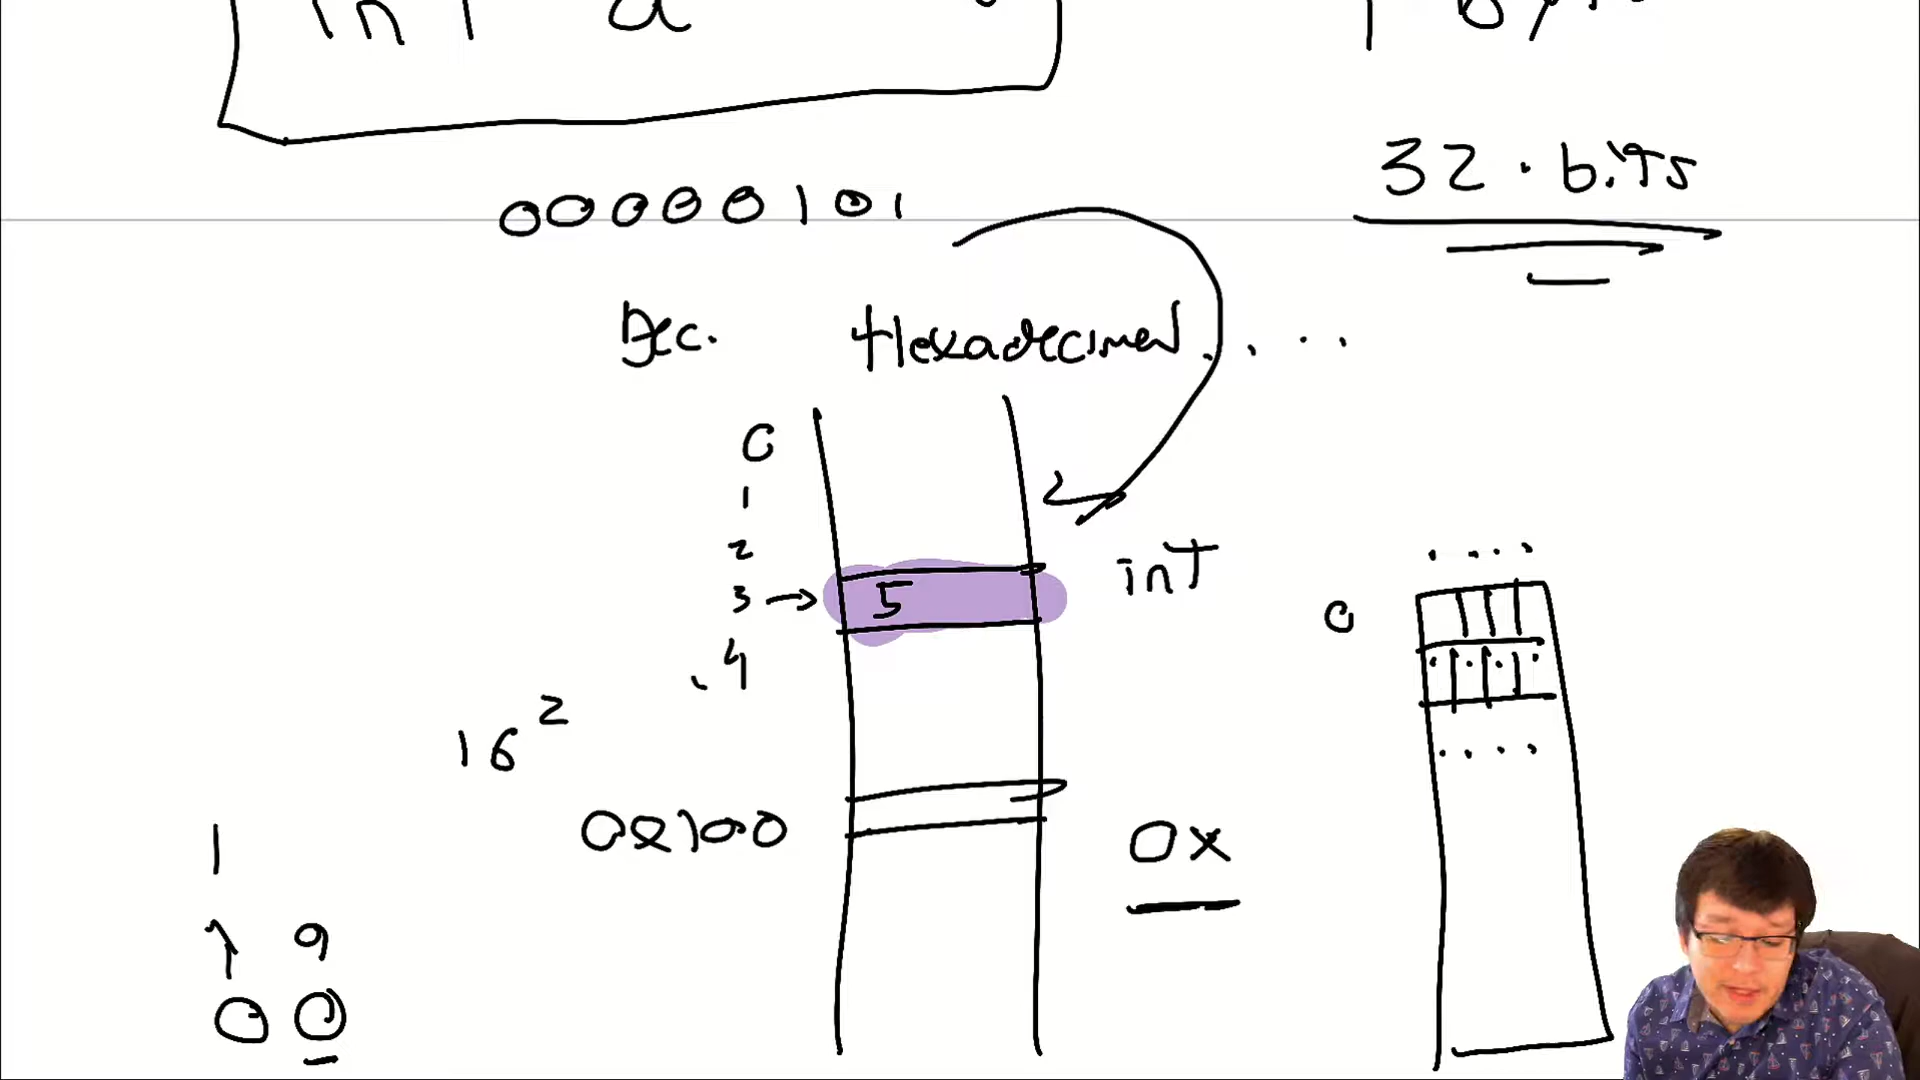 int a
00000101
32 bits
Dec. Hexadecimal....
0
1
2
3 → 5
int
0
4
16²
0x100
0x
1
9
0 0